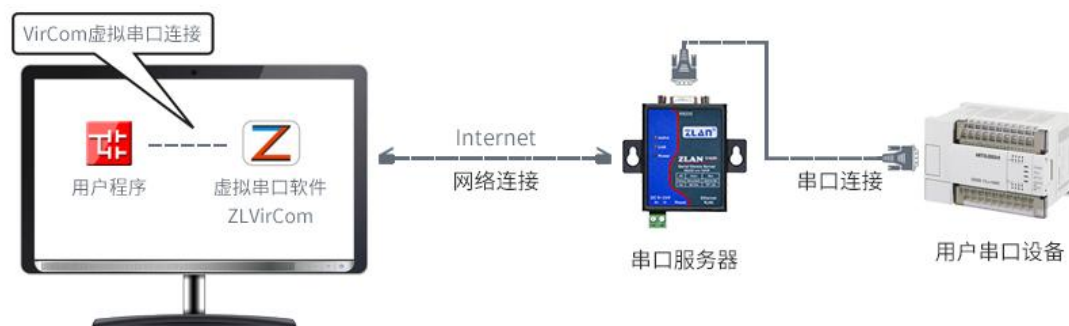 VirCom虚拟串口连接
用户程序
虚拟串口软件
ZLVirCom
Internet
网络连接
ZLAN
ZLAN
串口服务器
串口连接
MITSUBISHI
用户串口设备